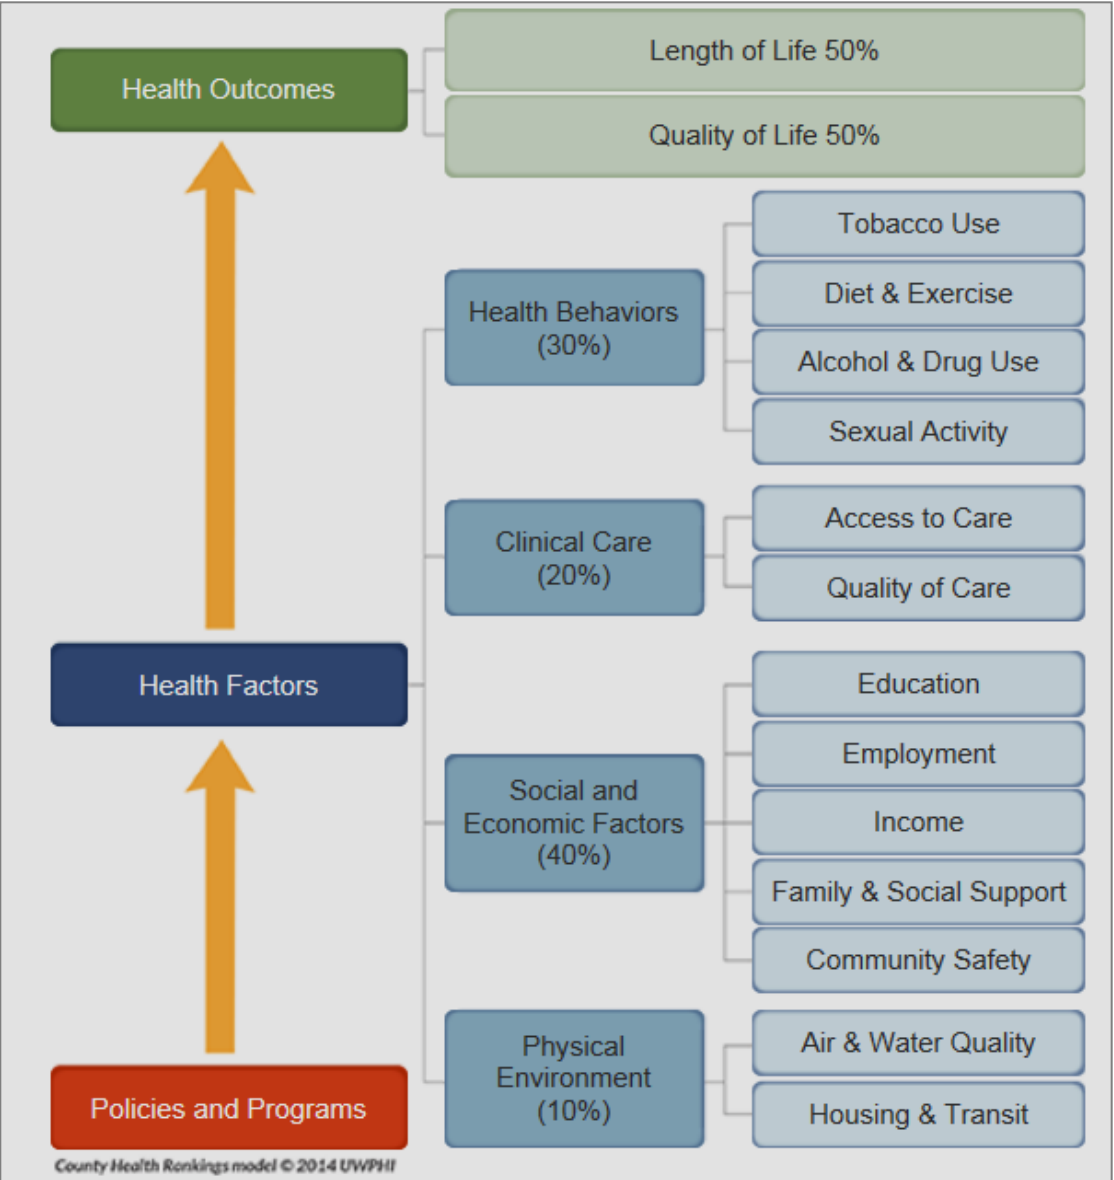 Health Outcomes
Length of Life 50%
Quality of Life 50%
Health Factors
Health Behaviors
(30%)
Tobacco Use
Diet & Exercise
Alcohol & Drug Use
Sexual Activity
Clinical Care
(20%)
Access to Care
Quality of Care
Social and
Economic Factors
(40%)
Education
Employment
Income
Family & Social Support
Community Safety
Physical
Environment
(10%)
Air & Water Quality
Housing & Transit
Policies and Programs
County Health Rankings model © 2014 UWPHI